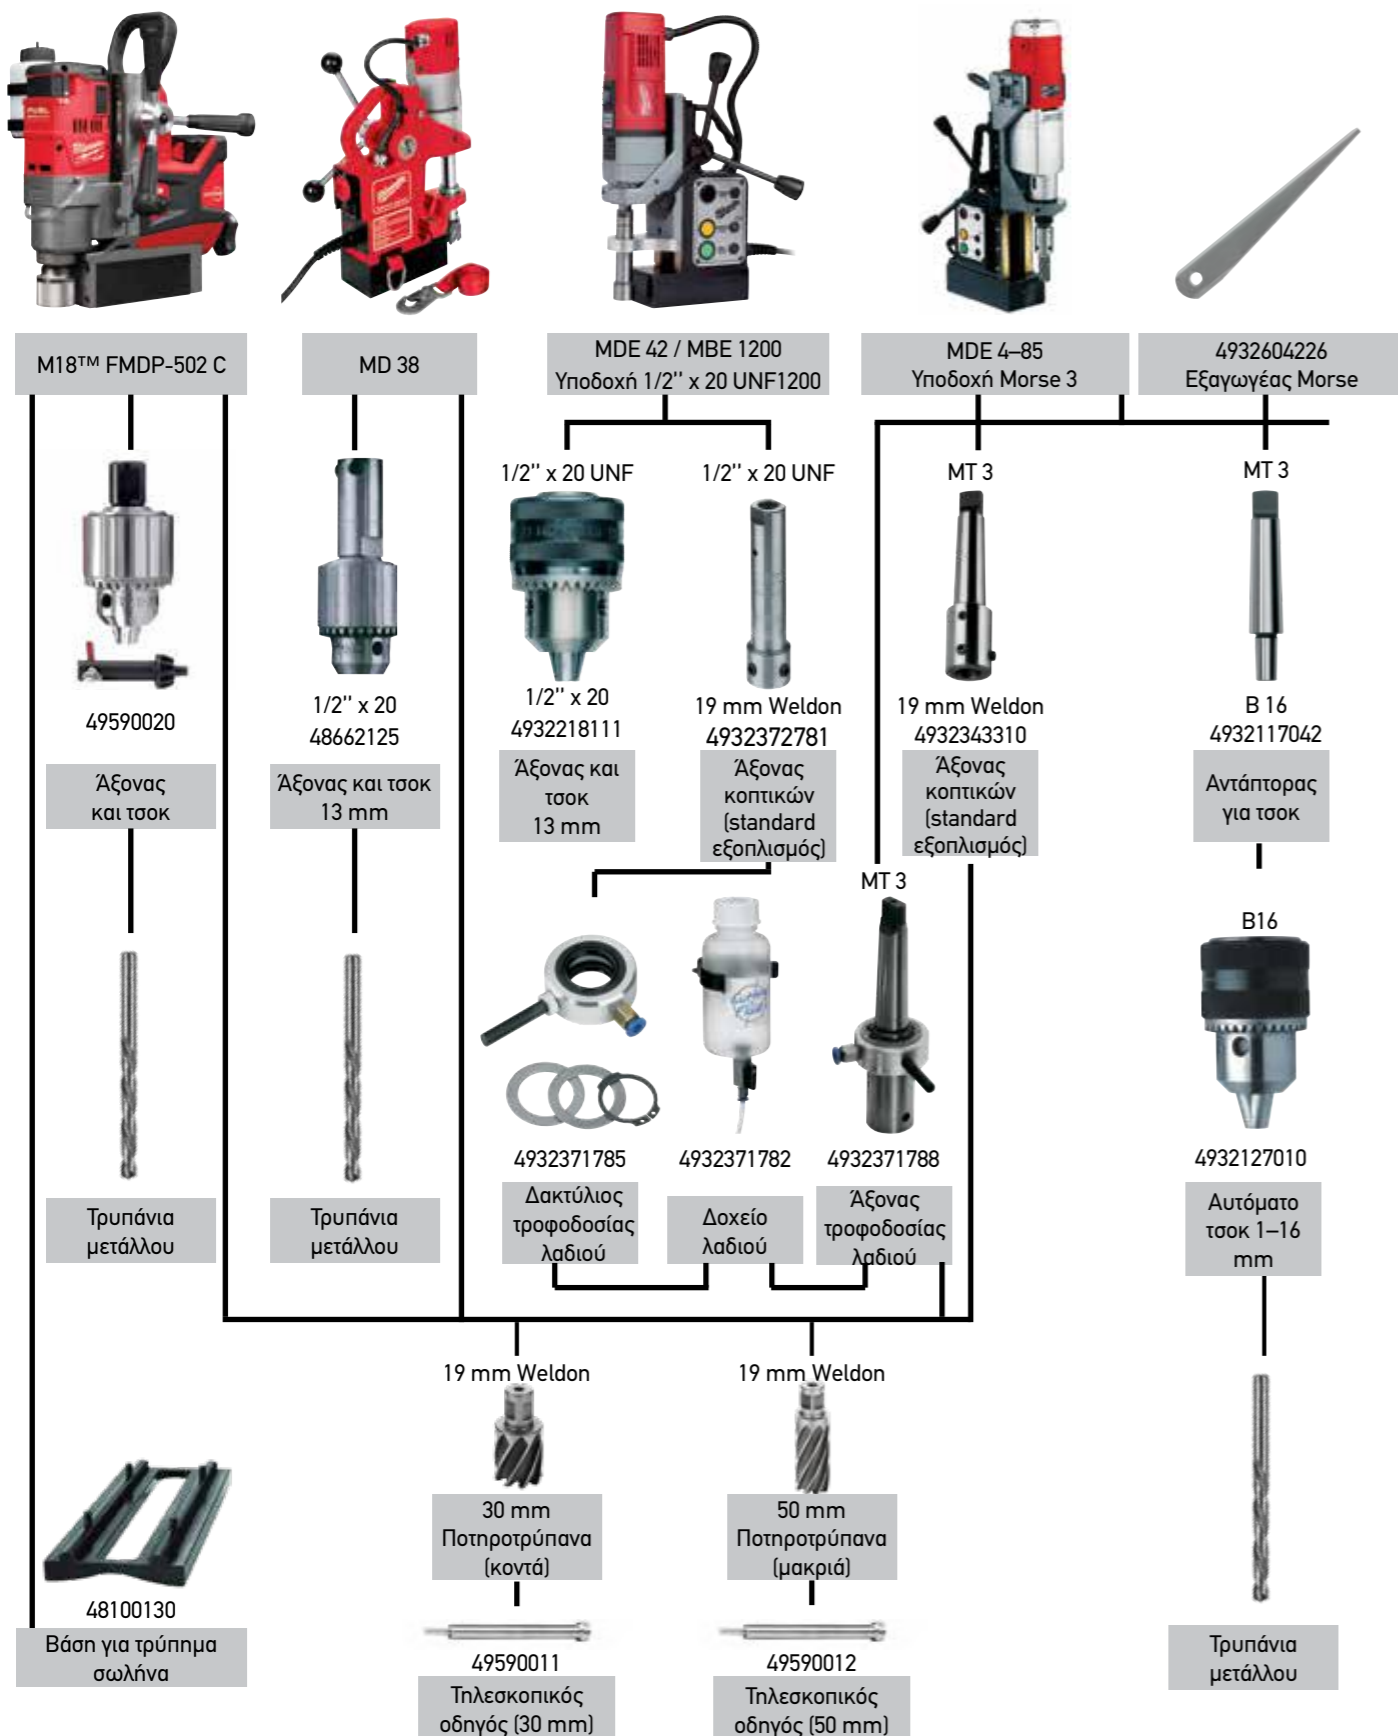 M18™ FMDP-502 C
MD 38
MDE 42 / MBE 1200
Υποδοχή 1/2'' x 20 UNF1200
MDE 4–85
Υποδοχή Morse 3
4932604226
Εξαγωγέας Morse
1/2'' x 20 UNF
1/2'' x 20 UNF
MT 3
MT 3
49590020
Άξονας
και τσοκ
1/2'' x 20
48662125
Άξονας και τσοκ
13 mm
1/2'' x 20
4932218111
Άξονας και
τσοκ
13 mm
19 mm Weldon
4932372781
Άξονας
κοπτικών
(standard
εξοπλισμός)
19 mm Weldon
4932343310
Άξονας
κοπτικών
(standard
εξοπλισμός)
B 16
4932117042
Αντάπτορας
για τσοκ
MT 3
B16
4932371785
Δακτύλιος
τροφοδοσίας
λαδιού
4932371782
Δοχείο
λαδιού
4932371788
Άξονας
τροφοδοσίας
λαδιού
4932127010
Αυτόματο
τσοκ 1–16
mm
Τρυπάνια
μετάλλου
Τρυπάνια
μετάλλου
19 mm Weldon
19 mm Weldon
30 mm
Ποτηροτρύπανα
(κοντά)
50 mm
Ποτηροτρύπανα
(μακριά)
48100130
Βάση για τρύπημα
σωλήνα
49590011
Τηλεσκοπικός
οδηγός (30 mm)
49590012
Τηλεσκοπικός
οδηγός (50 mm)
Τρυπάνια
μετάλλου